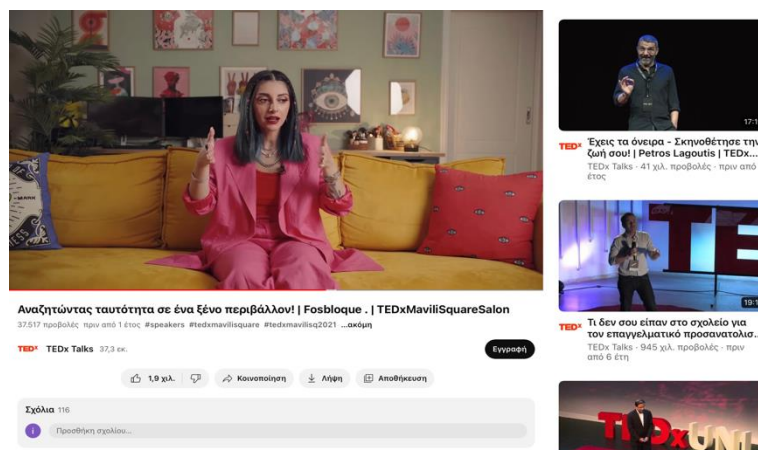 Αναζητώντας ταυτότητα σε ένα ξένο περιβάλλον! | Fosbloque . | TEDxMaviliSquareSalon
37.517 προβολές πριν από 1 έτος #speakers #tedxmavilisquare #tedxmavilisq2021 ...ακόμη
TEDx TEDx Talks 37,3 εκ.
Εγγραφή
1,9 χιλ. Κοινοποίηση Λήψη Αποθήκευση
Σχόλια 116
i Προσθήκη σχολίου...
17:1
TEDx Έχεις τα όνειρα - Σκηνοθέτησε την
ζωή σου! | Petros Lagoutis | TEDx...
TEDx Talks · 41 χιλ. προβολές · πριν από
έτος
TE
19:1
TEDx Τι δεν σου είπαν στο σχολείο για
τον επαγγελματικό προσανατολισ...
TEDx Talks · 945 χιλ. προβολές · πριν
από 6 έτη
TEDxUNI